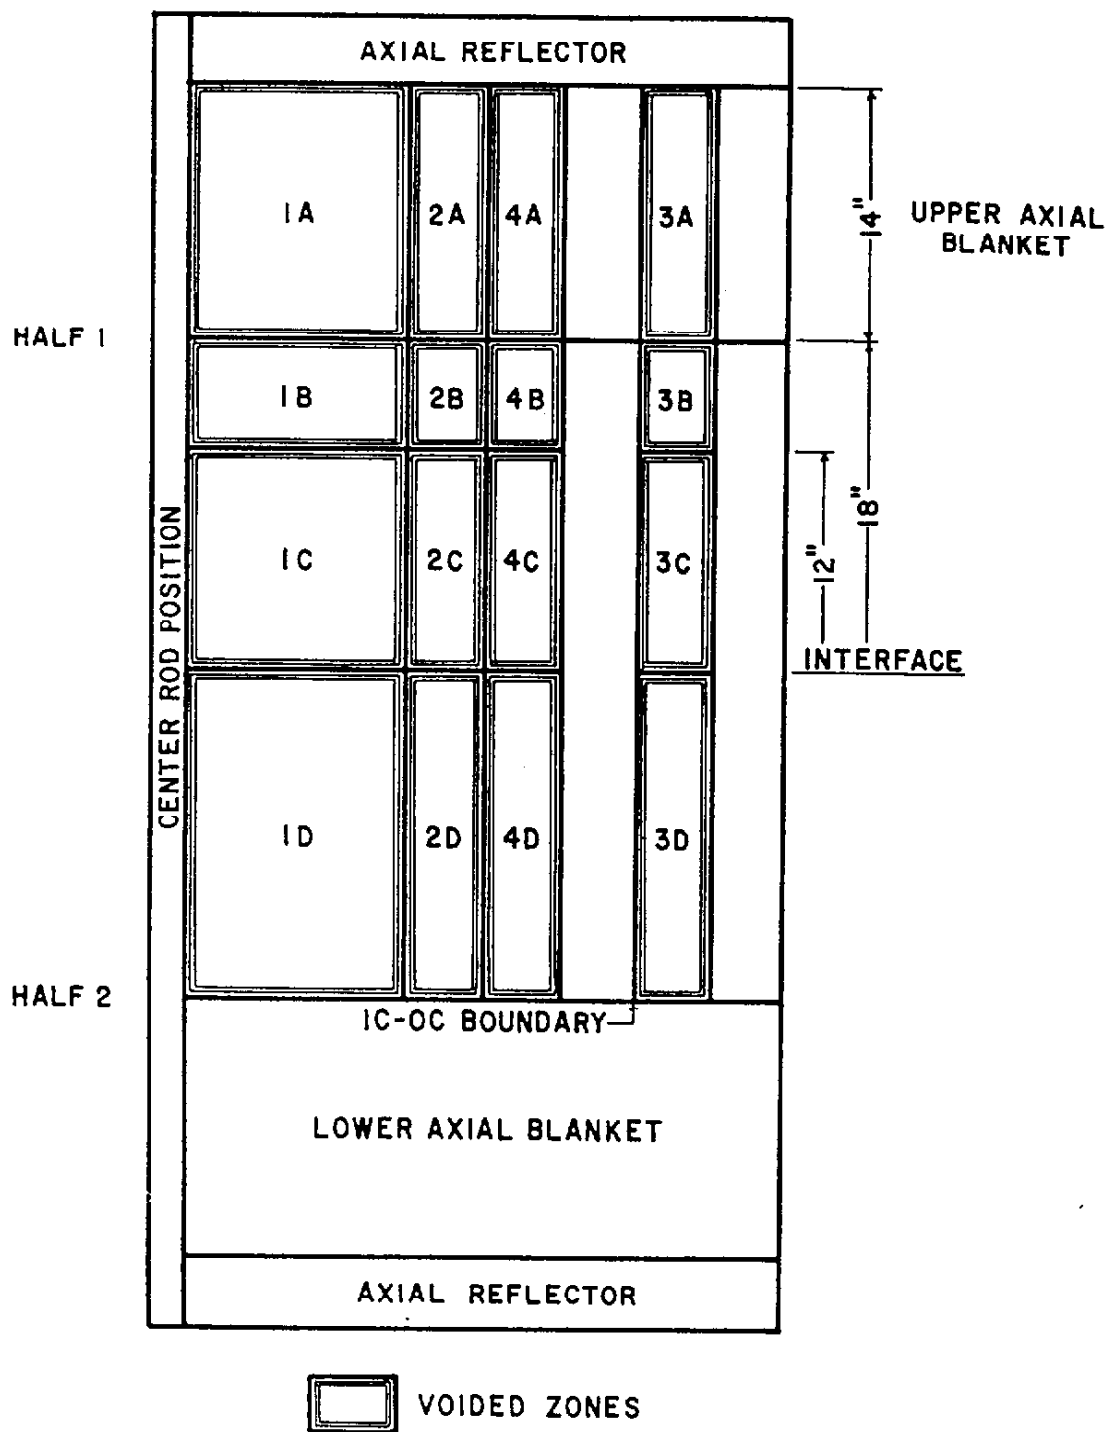 AXIAL REFLECTOR
1A 2A 4A 3A
14"
UPPER AXIAL
BLANKET
HALF 1
1B 2B 4B 3B
18"
12"
1C 2C 4C 3C
CENTER ROD POSITION
INTERFACE
1D 2D 4D 3D
HALF 2
IC-OC BOUNDARY
LOWER AXIAL BLANKET
AXIAL REFLECTOR
VOIDED ZONES